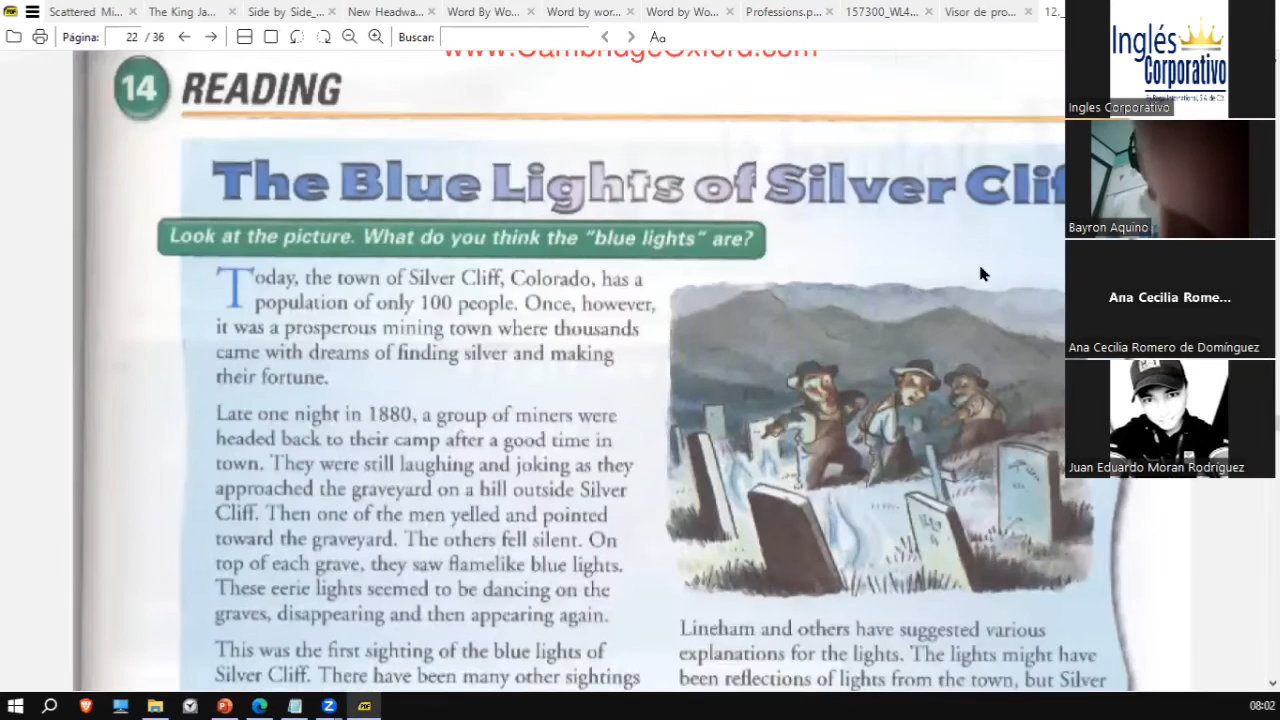 Scattered Mi...
The King Ja...
Side by Side_...
New Headwa...
Word By Wo...
Word by wor...
Word by Wo...
Professions.p...
157300_WL4...
Visor de pro...
12._
Página:
22 / 36
Buscar:
Aa
www.CambridgeOxford.com
14 READING
The Blue Lights of Silver Clif
Look at the picture. What do you think the "blue lights" are?
Today, the town of Silver Cliff, Colorado, has a
population of only 100 people. Once, however,
it was a prosperous mining town where thousands
came with dreams of finding silver and making
their fortune.
Late one night in 1880, a group of miners were
headed back to their camp after a good time in
town. They were still laughing and joking as they
approached the graveyard on a hill outside Silver
Cliff. Then one of the men yelled and pointed
toward the graveyard. The others fell silent. On
top of each grave, they saw flamelike blue lights.
These eerie lights seemed to be dancing on the
graves, disappearing and then appearing again.
This was the first sighting of the blue lights of
Silver Cliff. There have been many other sightings
Lineham and others have suggested various
explanations for the lights. The lights might have
been reflections of lights from the town, but Silver
Inglés
Corporativo
Ingles Corporativo
Bayron Aquino
Ana Cecilia Rome...
Ana Cecilia Romero de Domínguez
Juan Eduardo Moran Rodríguez
08:02